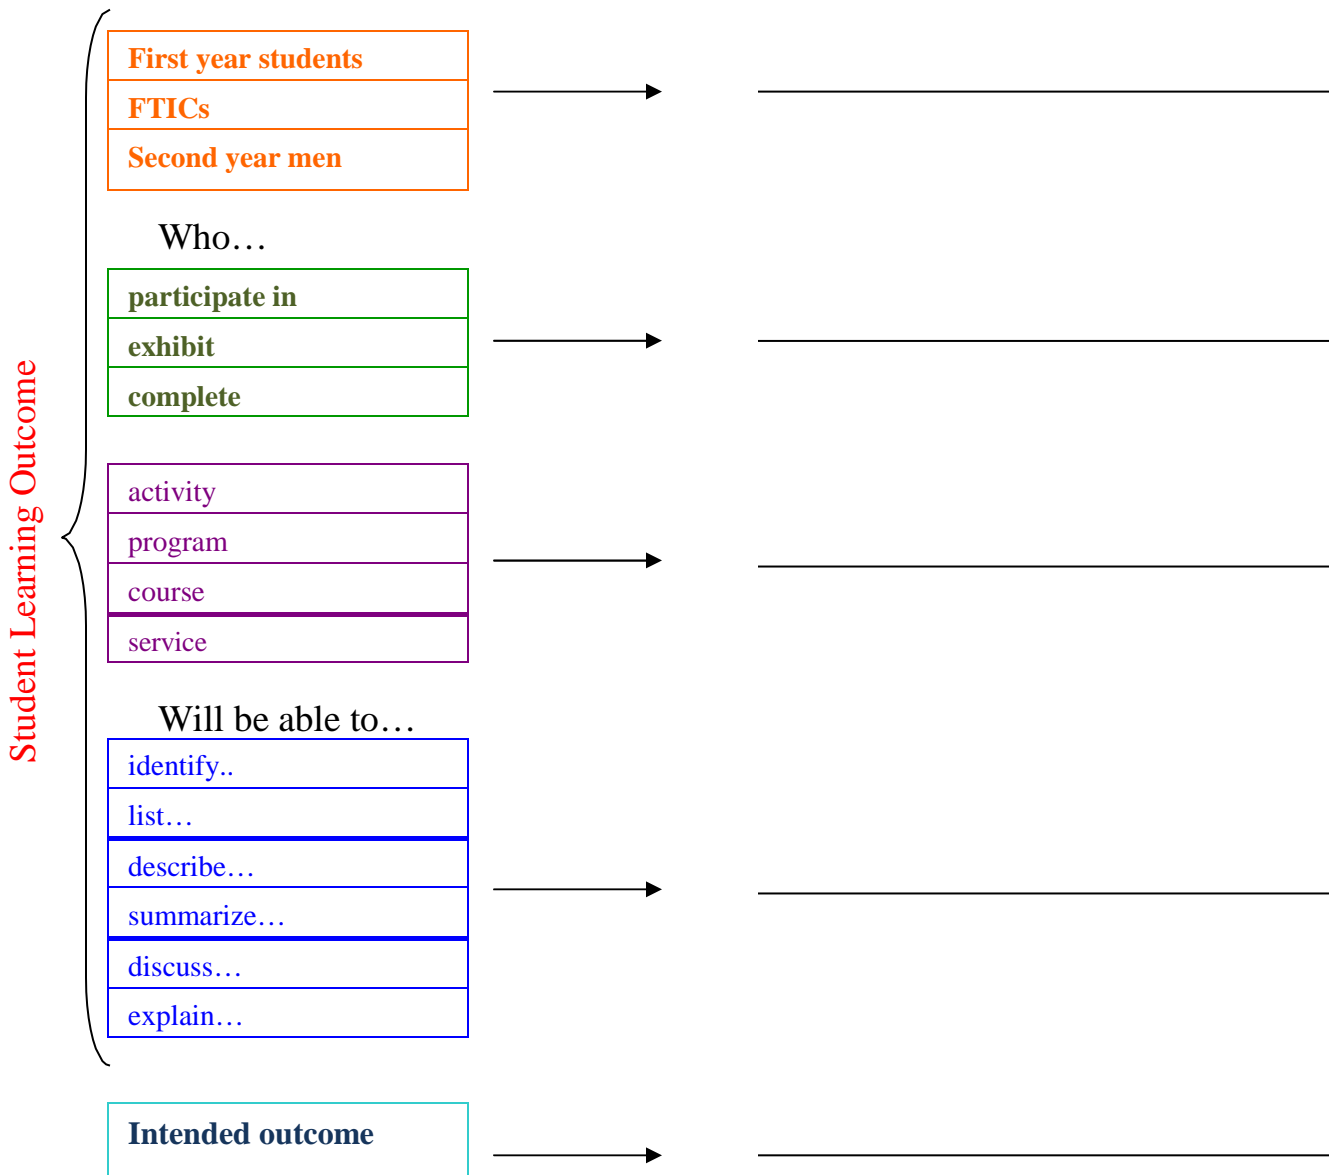 Student Learning Outcome
First year students
FTICs
Second year men
Who…
participate in
exhibit
complete
activity
program
course
service
Will be able to…
identify..
list…
describe…
summarize…
discuss…
explain…
Intended outcome